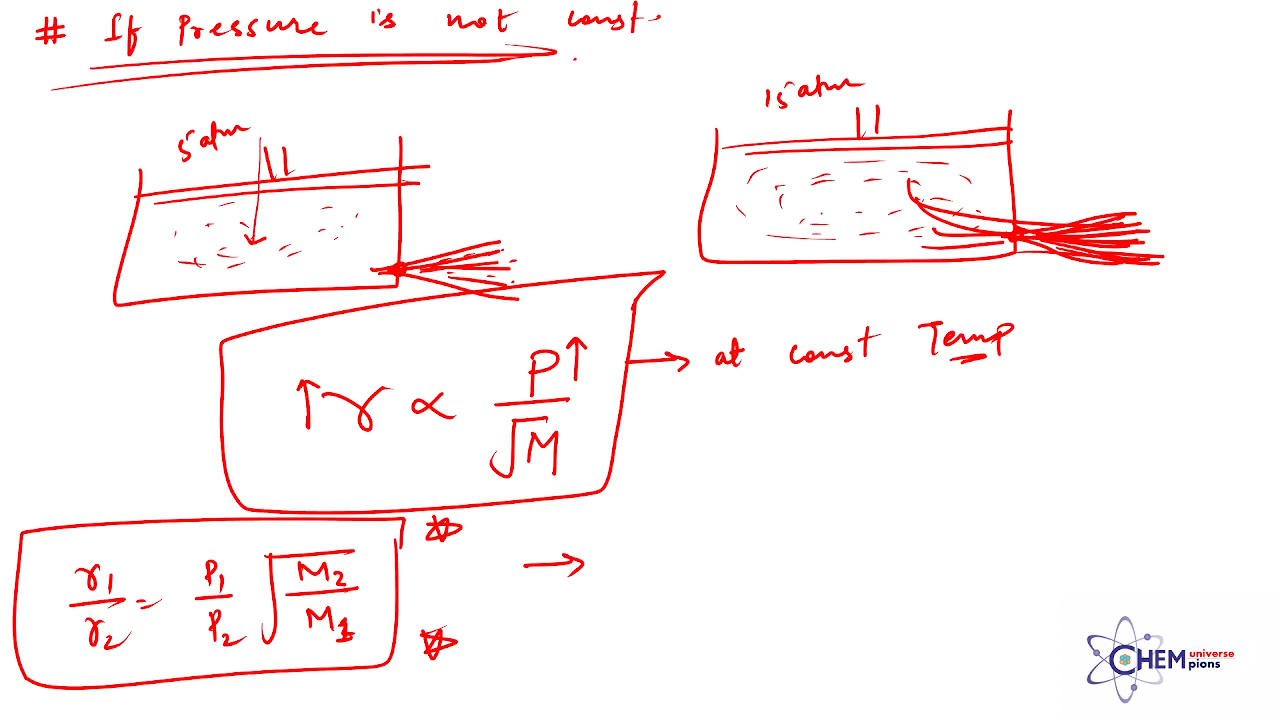 # If Pressure is not const.
5 atm
15 atm
↑ r ∝ P↑ / √M → at const Temp
r1 / r2 = P1 / P2 √ M2 / M1
→
CHEM universe pions